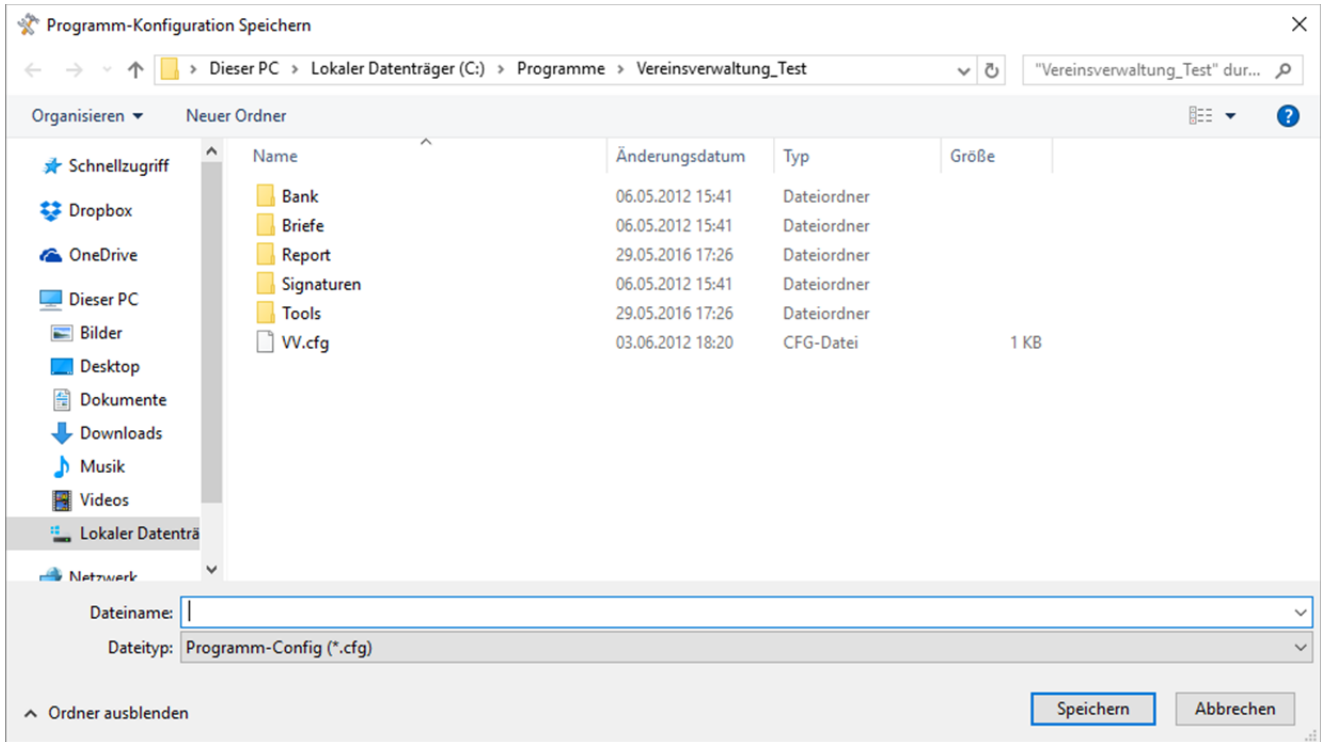 Programm-Konfiguration Speichern
Dieser PC > Lokaler Datenträger (C:) > Programme > Vereinsverwaltung_Test
"Vereinsverwaltung_Test" dur...
Organisieren
Neuer Ordner
?
Schnellzugriff
Dropbox
OneDrive
Dieser PC
Bilder
Desktop
Dokumente
Downloads
Musik
Videos
Lokaler Datenträ
Netzwerk
Name Änderungsdatum Typ Größe
Bank 06.05.2012 15:41 Dateiordner
Briefe 06.05.2012 15:41 Dateiordner
Report 29.05.2016 17:26 Dateiordner
Signaturen 06.05.2012 15:41 Dateiordner
Tools 29.05.2016 17:26 Dateiordner
VV.cfg 03.06.2012 18:20 CFG-Datei 1 KB
Dateiname:
Dateityp: Programm-Config (*.cfg)
Ordner ausblenden
Speichern
Abbrechen